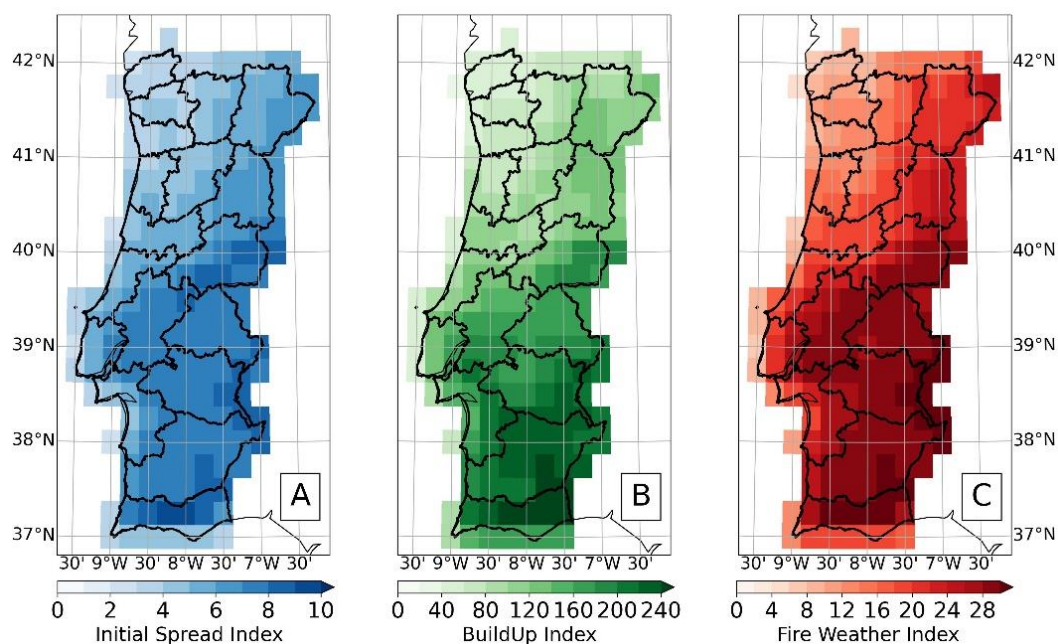 42°N
41°N
40°N
39°N
38°N
37°N
A
B
C
42°N
41°N
40°N
39°N
38°N
37°N
30' 9°W 30' 8°W 30' 7°W 30'
30' 9°W 30' 8°W 30' 7°W 30'
30' 9°W 30' 8°W 30' 7°W 30'
0 2 4 6 8 10
Initial Spread Index
0 40 80 120 160 200 240
BuildUp Index
0 4 8 12 16 20 24 28
Fire Weather Index